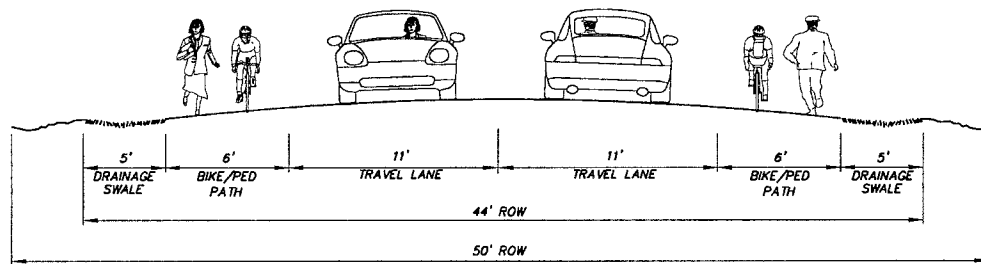 5' 6' 11' 11' 6' 5'
DRAINAGE SWALE BIKE/PED PATH TRAVEL LANE TRAVEL LANE BIKE/PED PATH DRAINAGE SWALE
44' ROW
50' ROW